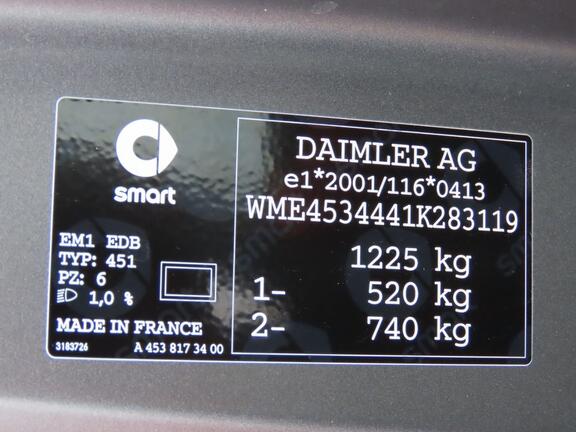 smart
EM1 EDB
TYP: 451
PZ: 6
1,0 %
MADE IN FRANCE
3183726 A 453 817 34 00
DAIMLER AG
e1*2001/116*0413
WME4534441K283119
1225 kg
1- 520 kg
2- 740 kg